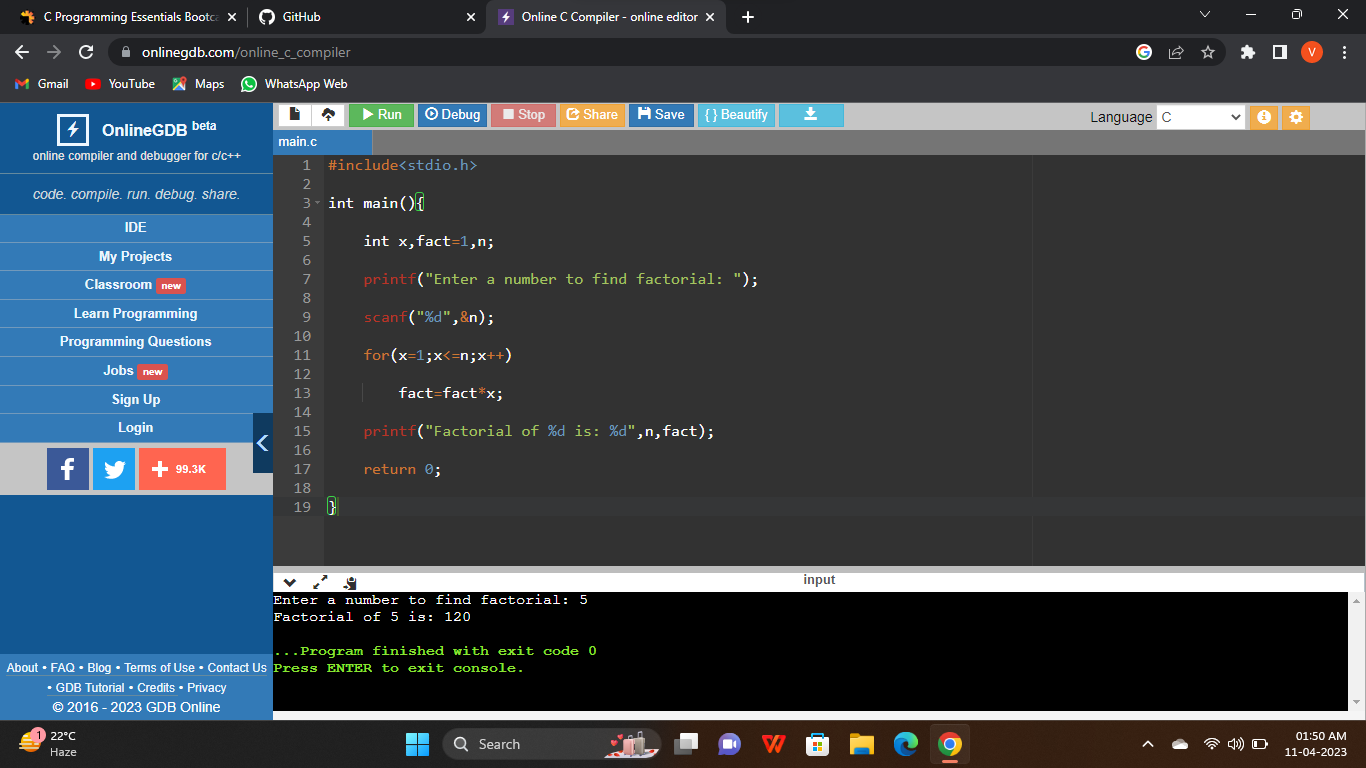 C Programming Essentials Bootca
GitHub
Online C Compiler - online editor
onlinegdb.com/online_c_compiler
V
Gmail YouTube Maps WhatsApp Web
OnlineGDB beta
online compiler and debugger for c/c++
code. compile. run. debug. share.
IDE
My Projects
Classroom new
Learn Programming
Programming Questions
Jobs new
Sign Up
Login
f + 99.3K
About • FAQ • Blog • Terms of Use • Contact Us
• GDB Tutorial • Credits • Privacy
© 2016 - 2023 GDB Online
Run Debug Stop Share Save { } Beautify
Language C
main.c
1 #include<stdio.h>
2
3 int main(){
4
5 int x,fact=1,n;
6
7 printf("Enter a number to find factorial: ");
8
9 scanf("%d",&n);
10
11 for(x=1;x<=n;x++)
12
13 fact=fact*x;
14
15 printf("Factorial of %d is: %d",n,fact);
16
17 return 0;
18
19 }
input
Enter a number to find factorial: 5
Factorial of 5 is: 120
...Program finished with exit code 0
Press ENTER to exit console.
1
22°C
Haze
Search
01:50 AM
11-04-2023